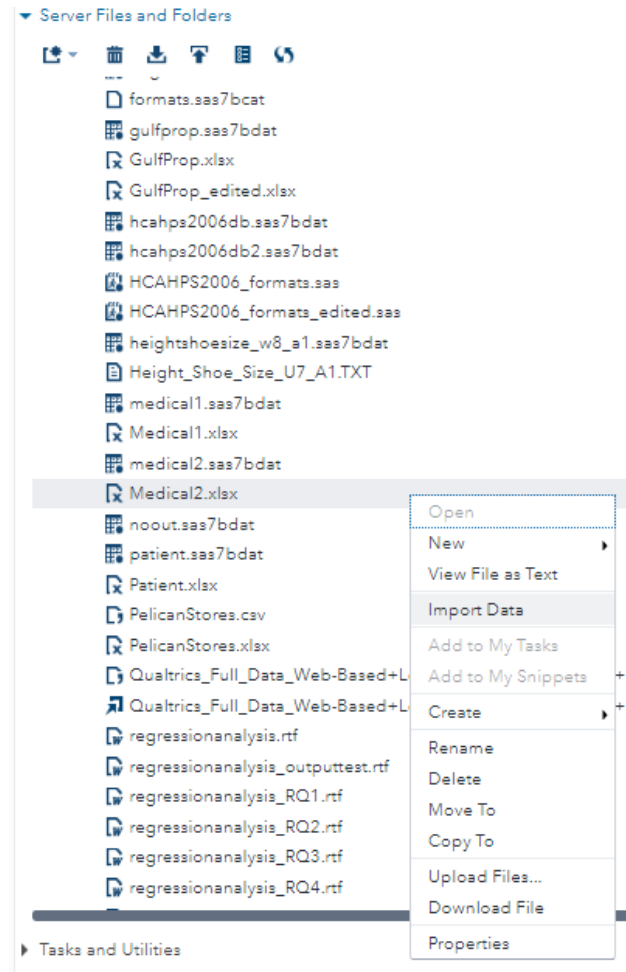 Server Files and Folders
formats.sas7bcat
gulfprop.sas7bdat
GulfProp.xlsx
GulfProp_edited.xlsx
hcahps2006db.sas7bdat
hcahps2006db2.sas7bdat
HCAHPS2006_formats.sas
HCAHPS2006_formats_edited.sas
heightshoesize_w8_a1.sas7bdat
Height_Shoe_Size_U7_A1.TXT
medical1.sas7bdat
Medical1.xlsx
medical2.sas7bdat
Medical2.xlsx
noout.sas7bdat
patient.sas7bdat
Patient.xlsx
PelicanStores.csv
PelicanStores.xlsx
Qualtrics_Full_Data_Web-Based+L
Qualtrics_Full_Data_Web-Based+L
regressionanalysis.rtf
regressionanalysis_outputtest.rtf
regressionanalysis_RQ1.rtf
regressionanalysis_RQ2.rtf
regressionanalysis_RQ3.rtf
regressionanalysis_RQ4.rtf
Tasks and Utilities
Open
New
View File as Text
Import Data
Add to My Tasks
Add to My Snippets
Create
Rename
Delete
Move To
Copy To
Upload Files...
Download File
Properties